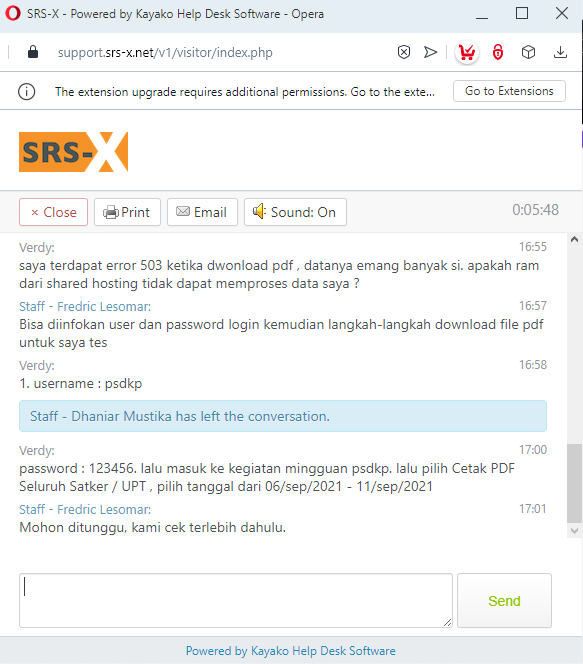 SRS-X - Powered by Kayako Help Desk Software - Opera
support.srs-x.net/v1/visitor/index.php
The extension upgrade requires additional permissions. Go to the exte...
Go to Extensions
SRS-X
× Close
Print
Email
Sound: On
0:05:48
Verdy:
16:55
saya terdapat error 503 ketika dwonload pdf , datanya emang banyak si. apakah ram
dari shared hosting tidak dapat memproses data saya ?
Staff - Fredric Lesomar:
16:57
Bisa diinfokan user dan password login kemudian langkah-langkah download file pdf
untuk saya tes
Verdy:
16:58
1. username : psdkp
Staff - Dhaniar Mustika has left the conversation.
Verdy:
17:00
password : 123456. lalu masuk ke kegiatan mingguan psdkp. lalu pilih Cetak PDF
Seluruh Satker / UPT , pilih tanggal dari 06/sep/2021 - 11/sep/2021
Staff - Fredric Lesomar:
17:01
Mohon ditunggu, kami cek terlebih dahulu.
Send
Powered by Kayako Help Desk Software